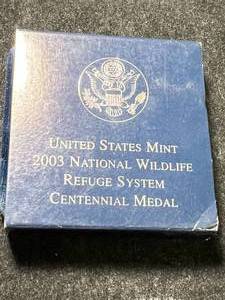 UNITED STATES MINT
2003 NATIONAL WILDLIFE
REFUGE SYSTEM
CENTENNIAL MEDAL